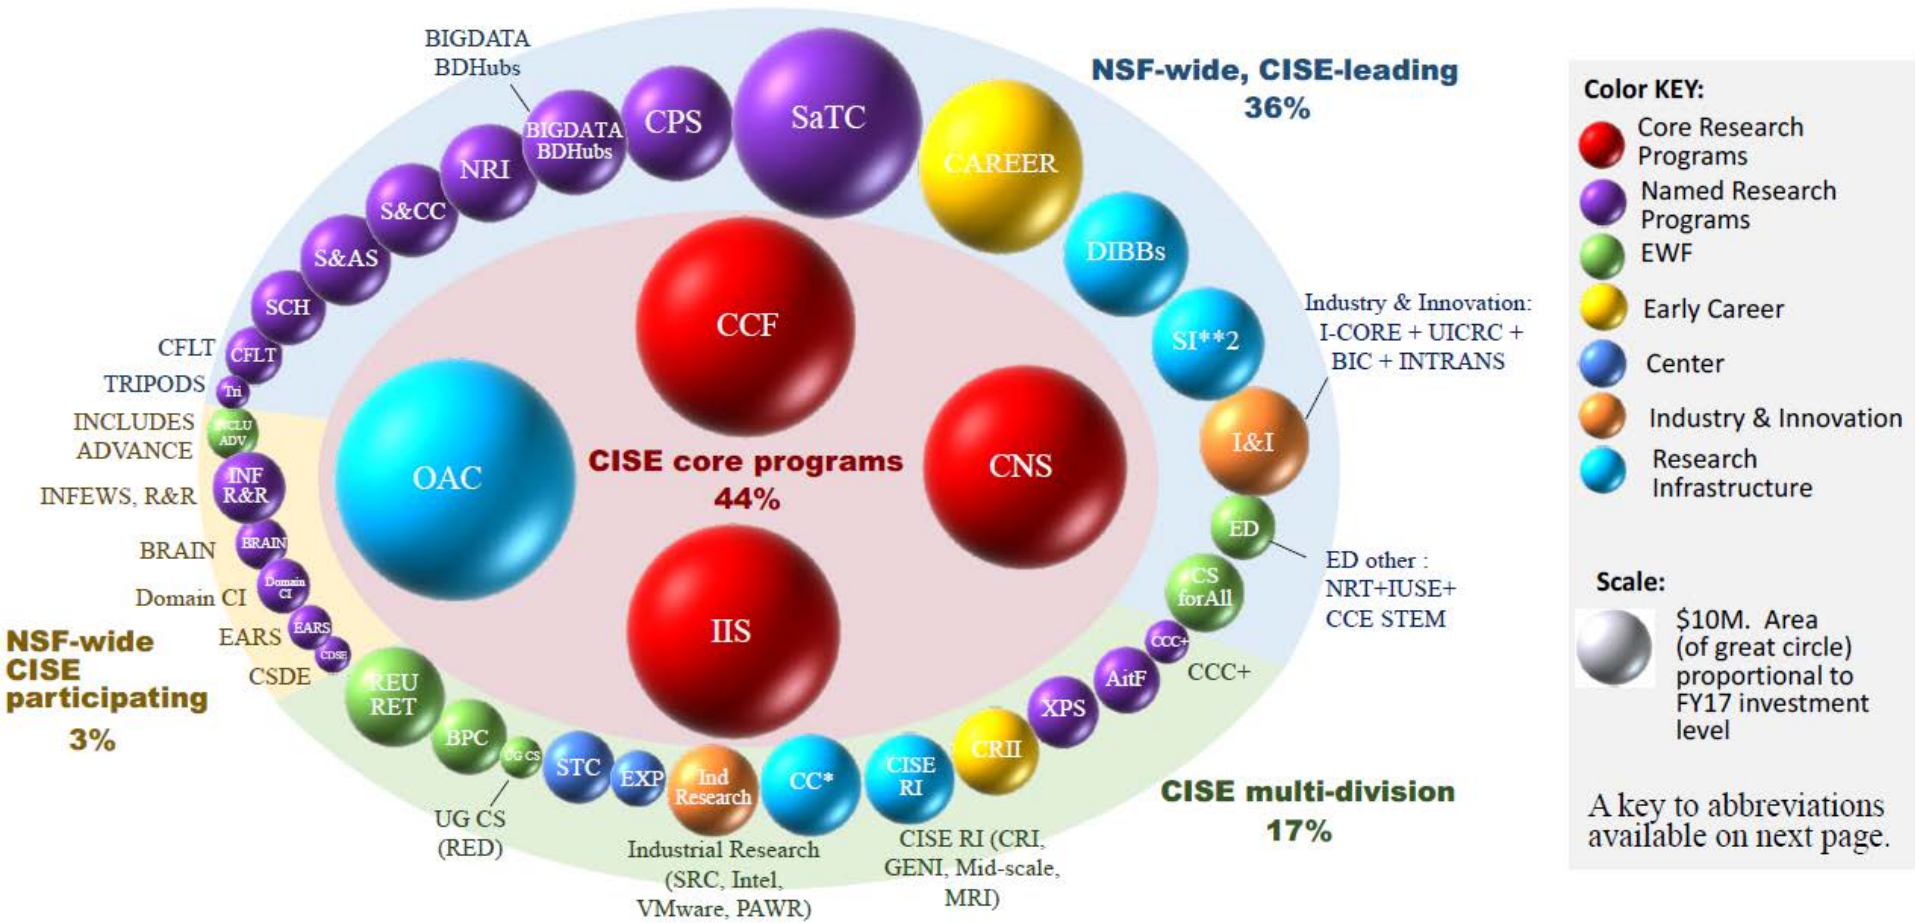 BIGDATA
BDHubs
NSF-wide, CISE-leading
36%
BIGDATA
BDHubs
CPS
SaTC
CAREER
NRI
S&CC
S&AS
SCH
CFLT
CFLT
TRIPODS
Tri
DIBBs
SI**2
Industry & Innovation:
I-CORE + UICRC +
BIC + INTRANS
I&I
ED
ED other :
NRT+IUSE+
CCE STEM
CS
forAll
CCF
OAC
CISE core programs
44%
CNS
IIS
INCLUDES
ADVANCE
INCLU
ADV
INFEWS, R&R
INF
R&R
BRAIN
BRAIN
Domain CI
Domain
CI
EARS
EARS
CSDE
CDSE
NSF-wide
CISE
participating
3%
REU
RET
BPC
UG CS
UG CS
(RED)
STC
EXP
Ind
Research
Industrial Research
(SRC, Intel,
VMware, PAWR)
CC*
CISE
RI
CISE RI (CRI,
GENI, Mid-scale,
MRI)
CRII
XPS
AitF
CCC+
CCC+
CISE multi-division
17%
Color KEY:
Core Research
Programs
Named Research
Programs
EWF
Early Career
Center
Industry & Innovation
Research
Infrastructure
Scale:
$10M. Area
(of great circle)
proportional to
FY17 investment
level
A key to abbreviations
available on next page.